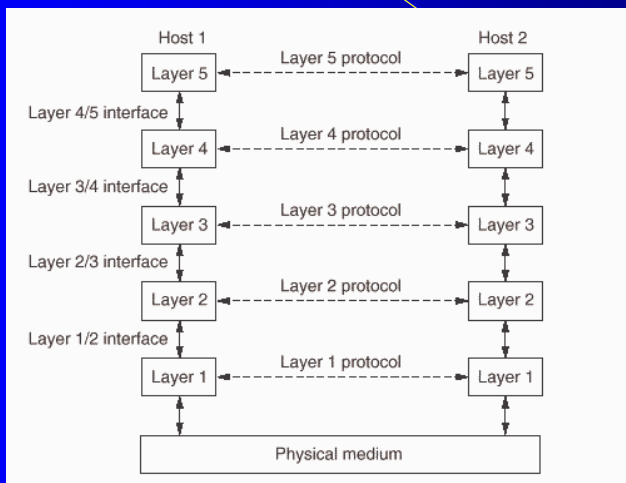 Host 1 Host 2
Layer 5 Layer 5 protocol Layer 5
Layer 4/5 interface
Layer 4 Layer 4 protocol Layer 4
Layer 3/4 interface
Layer 3 Layer 3 protocol Layer 3
Layer 2/3 interface
Layer 2 Layer 2 protocol Layer 2
Layer 1/2 interface
Layer 1 Layer 1 protocol Layer 1
Physical medium